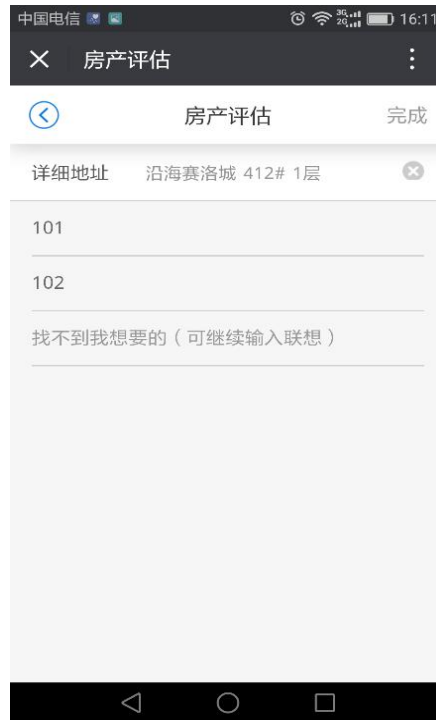 中国电信 3G 2G 16:11
房产评估
房产评估 完成
详细地址 沿海赛洛城 412# 1层
101
102
找不到我想要的（可继续输入联想）